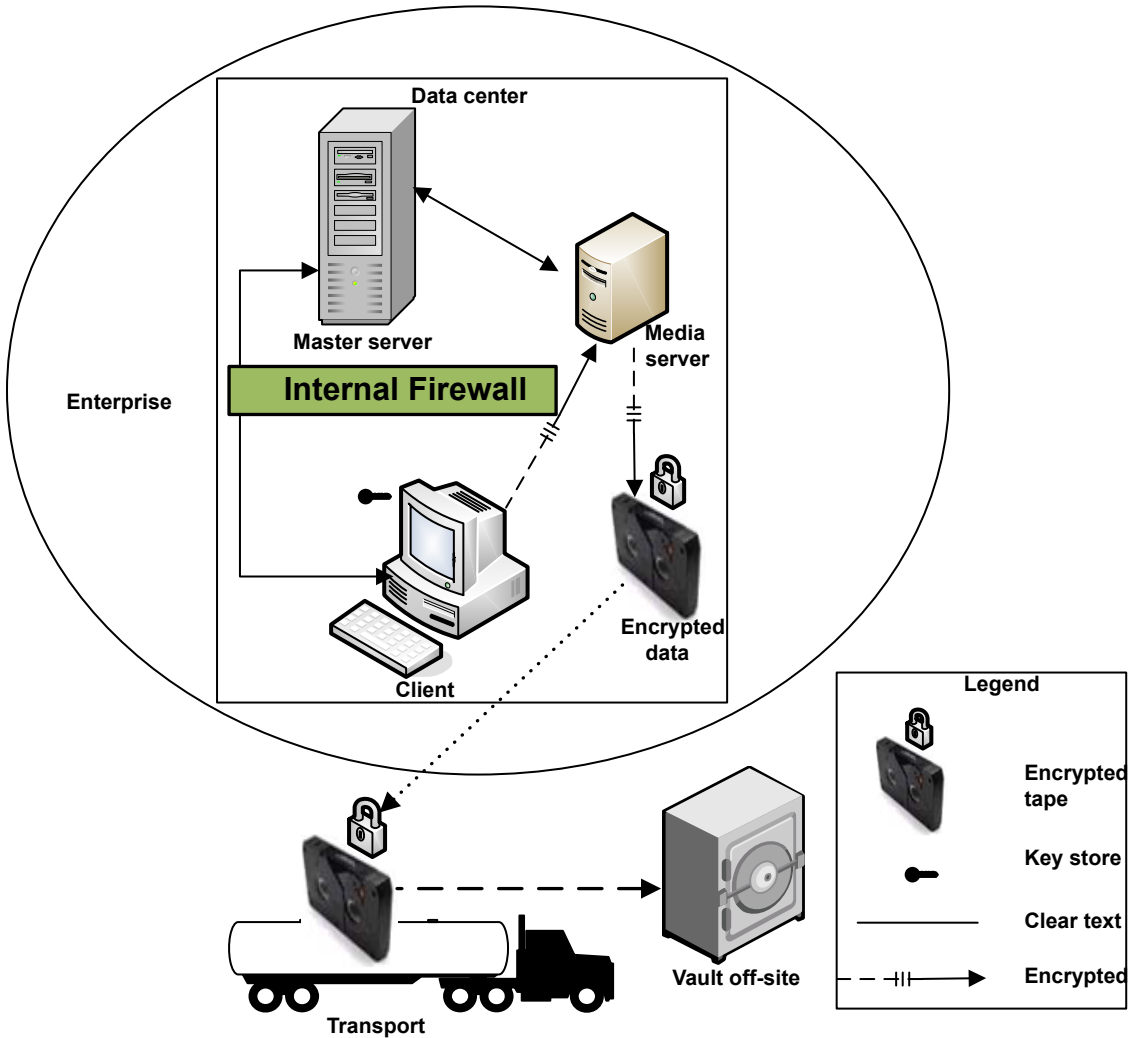 Data center
Master server
Media
server
Internal Firewall
Enterprise
Encrypted
data
Client
Legend
Encrypted
tape
Key store
Clear text
Encrypted
Vault off-site
Transport